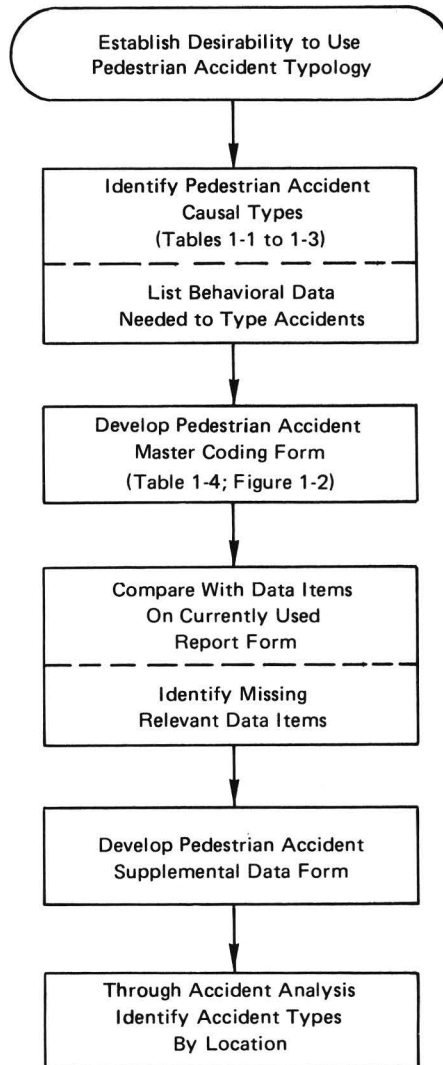 Establish Desirability to Use
Pedestrian Accident Typology
Identify Pedestrian Accident
Causal Types
(Tables 1-1 to 1-3)
List Behavioral Data
Needed to Type Accidents
Develop Pedestrian Accident
Master Coding Form
(Table 1-4; Figure 1-2)
Compare With Data Items
On Currently Used
Report Form
Identify Missing
Relevant Data Items
Develop Pedestrian Accident
Supplemental Data Form
Through Accident Analysis
Identify Accident Types
By Location